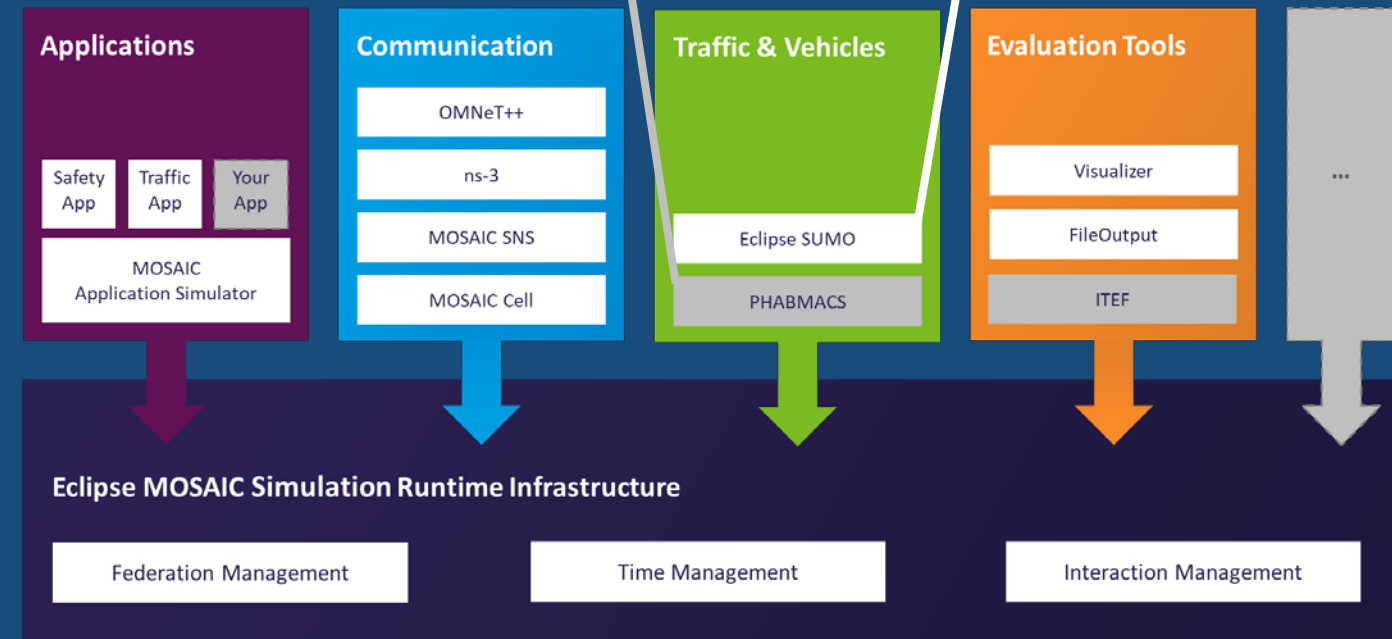 Applications
Safety
App
Traffic
App
Your
App
MOSAIC
Application Simulator
Communication
OMNeT++
ns-3
MOSAIC SNS
MOSAIC Cell
Traffic & Vehicles
Eclipse SUMO
PHABMACS
Evaluation Tools
Visualizer
FileOutput
ITEF
...
Eclipse MOSAIC Simulation Runtime Infrastructure
Federation Management
Time Management
Interaction Management